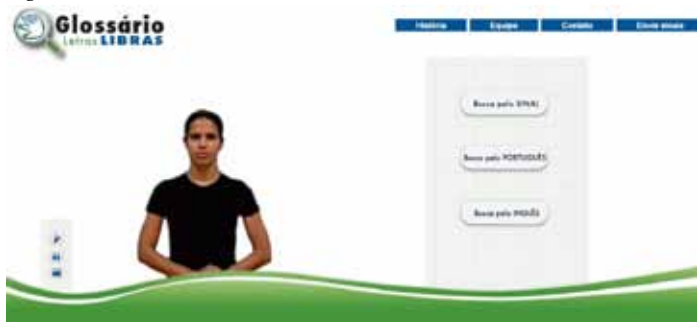 Glossário
Letras LIBRAS
História
Equipe
Contato
Envie sinais
Busca pelo SINAL
Busca pelo PORTUGUÊS
Busca pelo INGLÊS